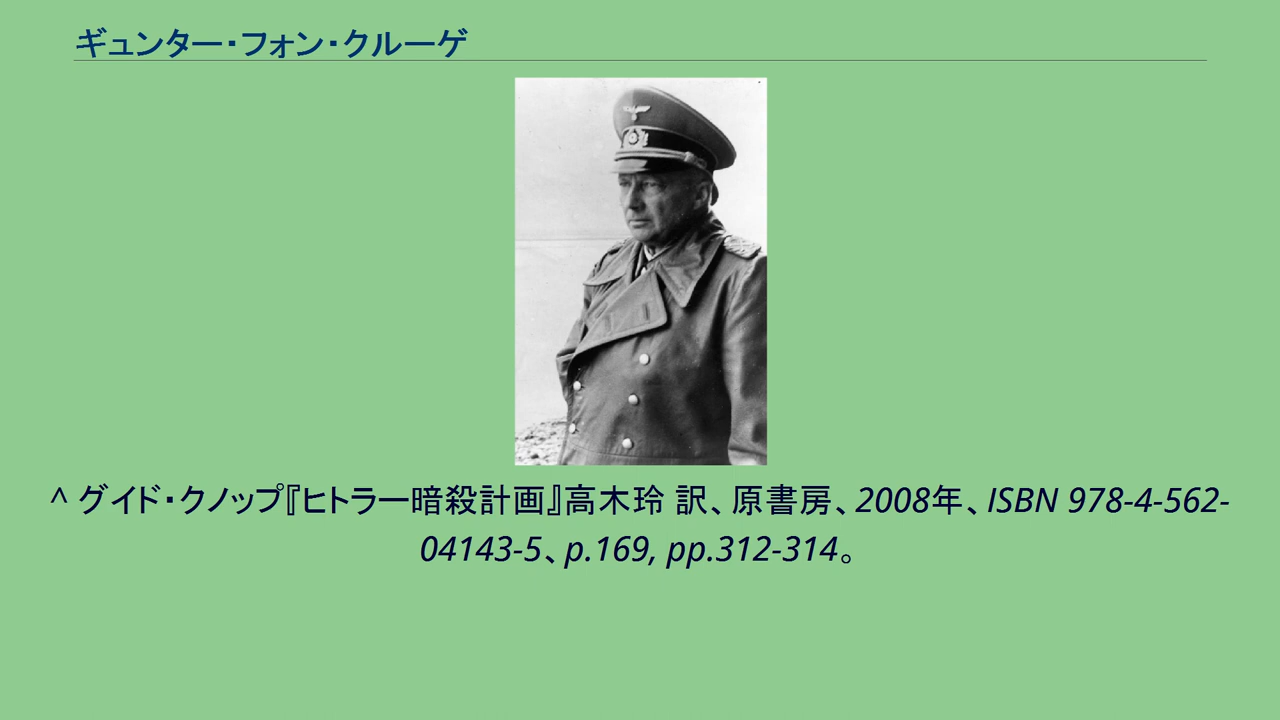 ギュンター・フォン・クルーゲ
^ グイド・クノップ『ヒトラー暗殺計画』高木玲 訳、原書房、2008年、ISBN 978-4-562-
04143-5、p.169, pp.312-314。